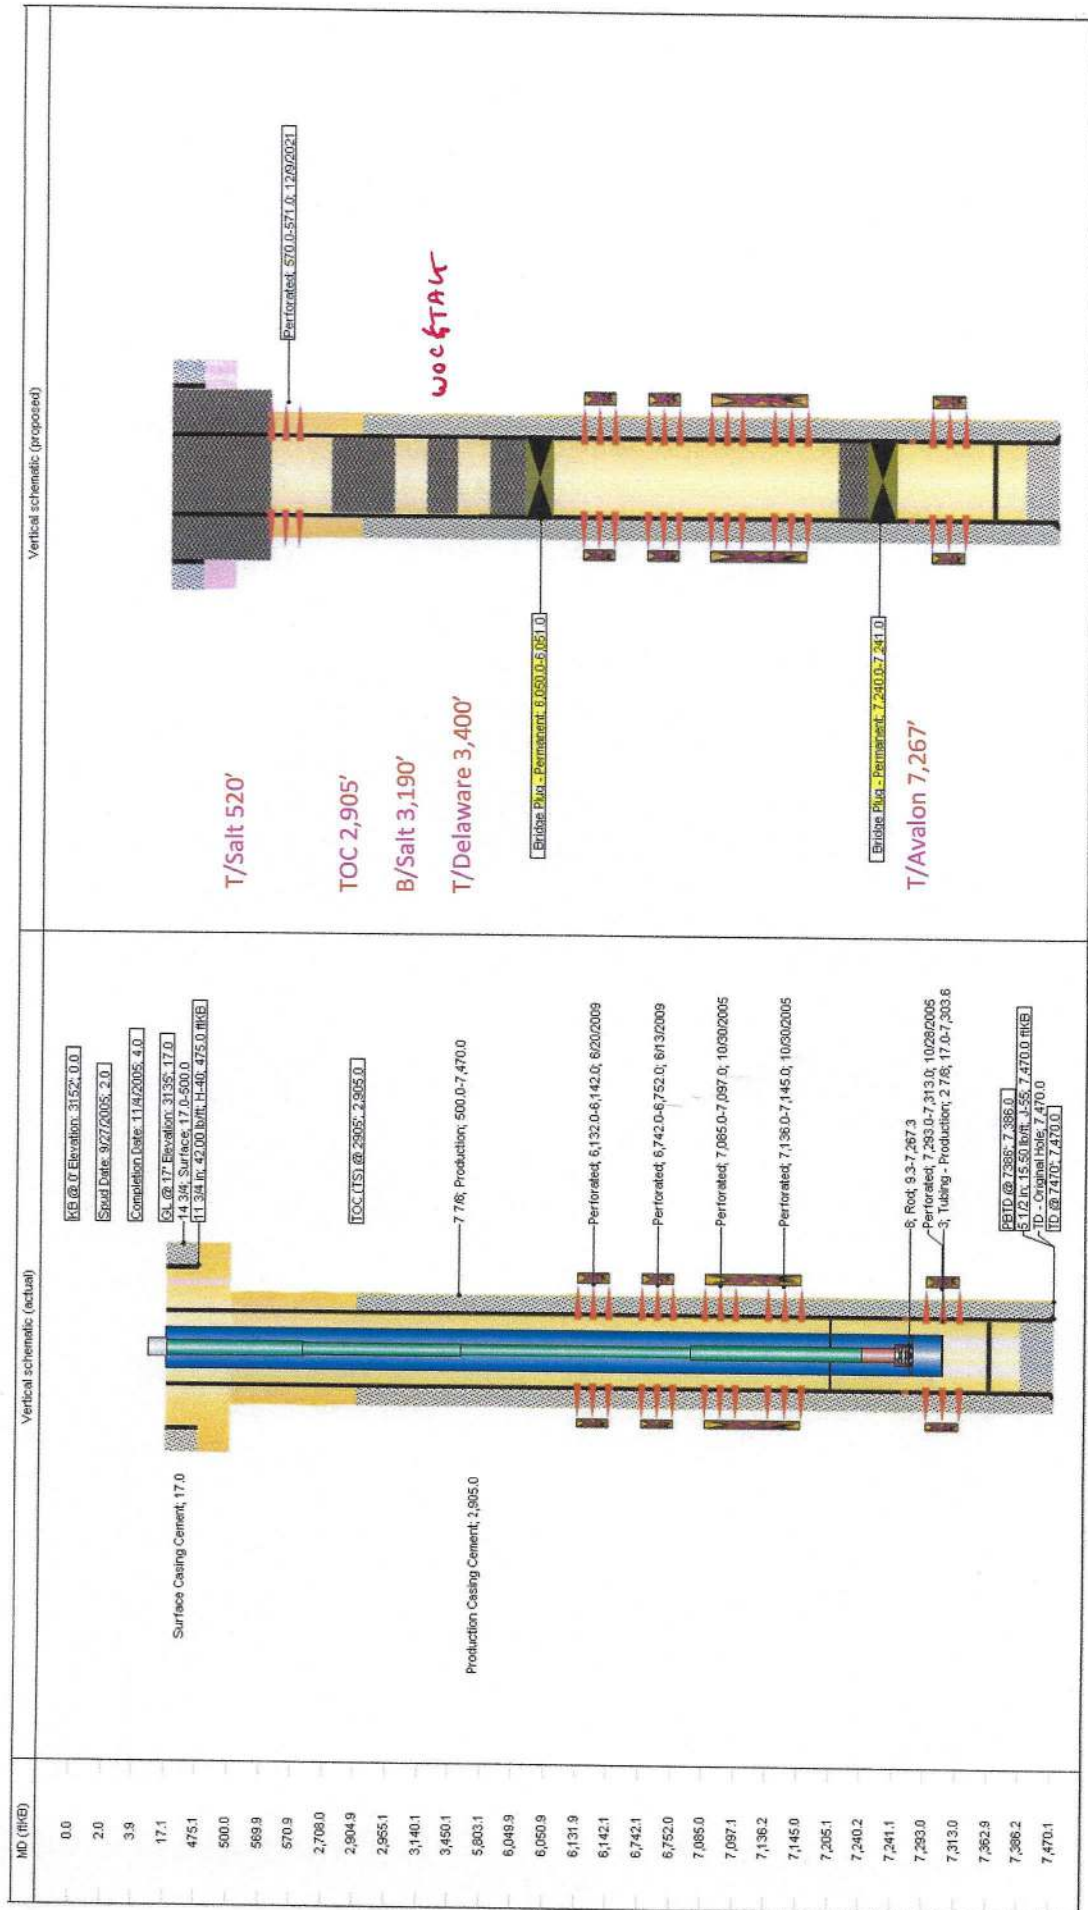 MD (ftKB)
Vertical schematic (actual)
Vertical schematic (proposed)
0.0
2.0
3.9
17.1
475.1
500.0
569.9
570.9
2,708.0
2,904.9
2,955.1
3,140.1
3,450.1
5,803.1
6,049.9
6,050.9
6,131.9
6,142.1
6,742.1
6,752.0
7,085.0
7,097.1
7,136.2
7,145.0
7,205.1
7,240.2
7,241.1
7,293.0
7,313.0
7,362.9
7,386.2
7,470.1
Surface Casing Cement; 17.0
Production Casing Cement; 2,905.0
KB @ 0' Elevation: 3152'; 0.0
Spud Date: 9/27/2005; 2.0
Completion Date: 11/4/2005; 4.0
GL @ 17' Elevation: 3135'; 17.0
14 3/4; Surface; 17.0-500.0
11 3/4 in; 42.00 lb/ft; H-40; 475.0 ftKB
TOC (TS) @ 2905'; 2,905.0
7 7/8; Production; 500.0-7,470.0
Perforated; 6,132.0-6,142.0; 6/20/2009
Perforated; 6,742.0-6,752.0; 6/13/2009
Perforated; 7,085.0-7,097.0; 10/30/2005
Perforated; 7,136.0-7,145.0; 10/30/2005
8; Rod; 9.3-7,267.3
Perforated; 7,293.0-7,313.0; 10/28/2005
3; Tubing - Production; 2 7/8; 17.0-7,303.6
PBTD @ 7386'; 7,386.0
5 1/2 in; 15.50 lb/ft; J-55; 7,470.0 ftKB
TD - Original Hole; 7,470.0
TD @ 7470'; 7,470.0
T/Salt 520'
TOC 2,905'
B/Salt 3,190'
T/Delaware 3,400'
Bridge Plug - Permanent; 6,050.0-6,051.0
Bridge Plug - Permanent; 7,240.0-7,241.0
T/Avalon 7,267'
Perforated; 570.0-571.0; 12/9/2021
WOC & TAG